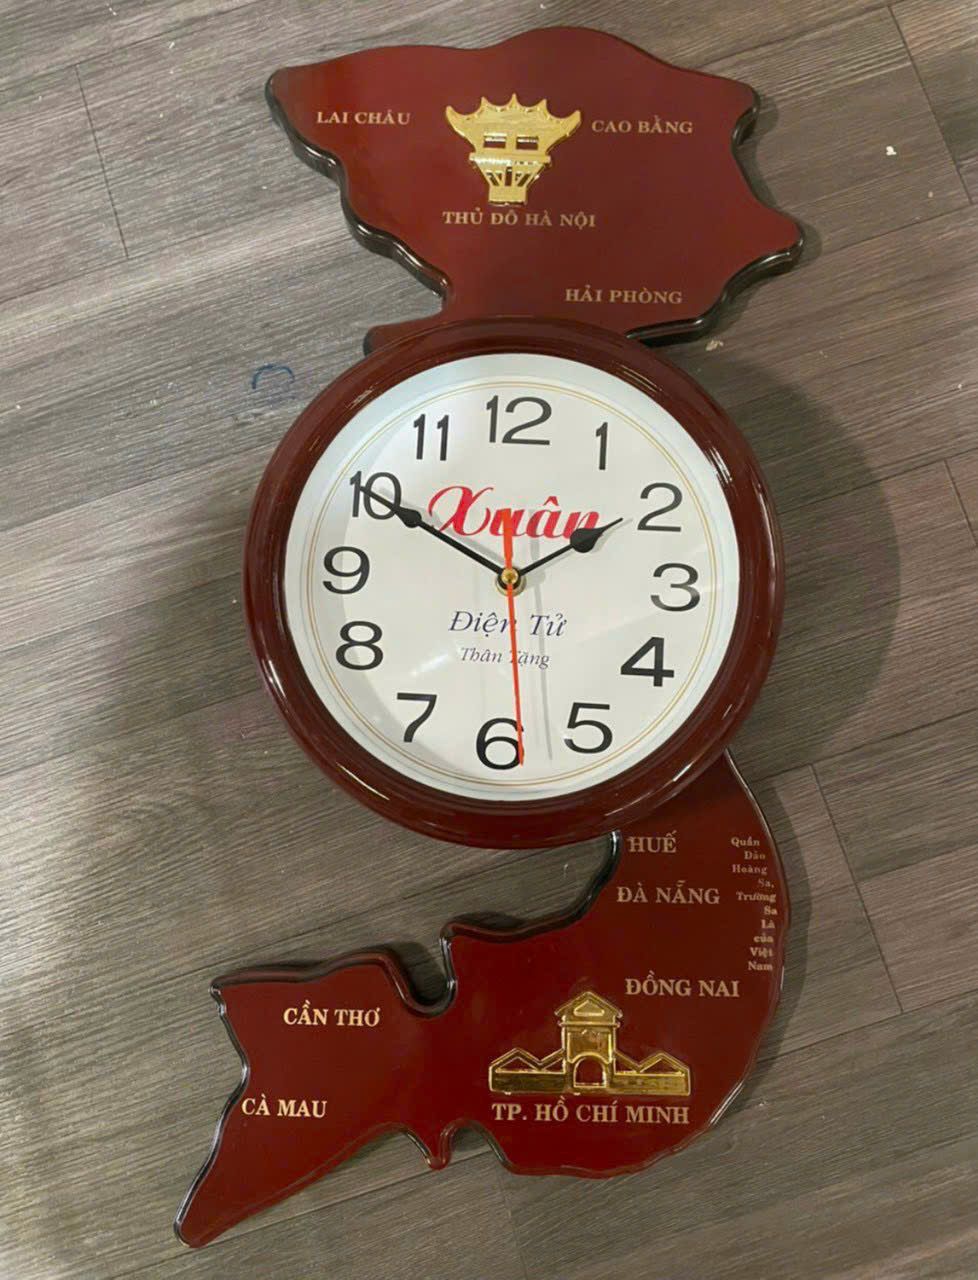 LAI CHÂU
CAO BẰNG
THỦ ĐÔ HÀ NỘI
HẢI PHÒNG
12
11
1
10
2
Xuân
9
3
Điện Tử
8
Thân Tặng
4
7
5
6
HUẾ
Quần
Đảo
Hoàng
Sa,
ĐÀ NẴNG
Trường
Sa
Là
của
Việt
Nam
ĐỒNG NAI
CẦN THƠ
CÀ MAU
TP. HỒ CHÍ MINH